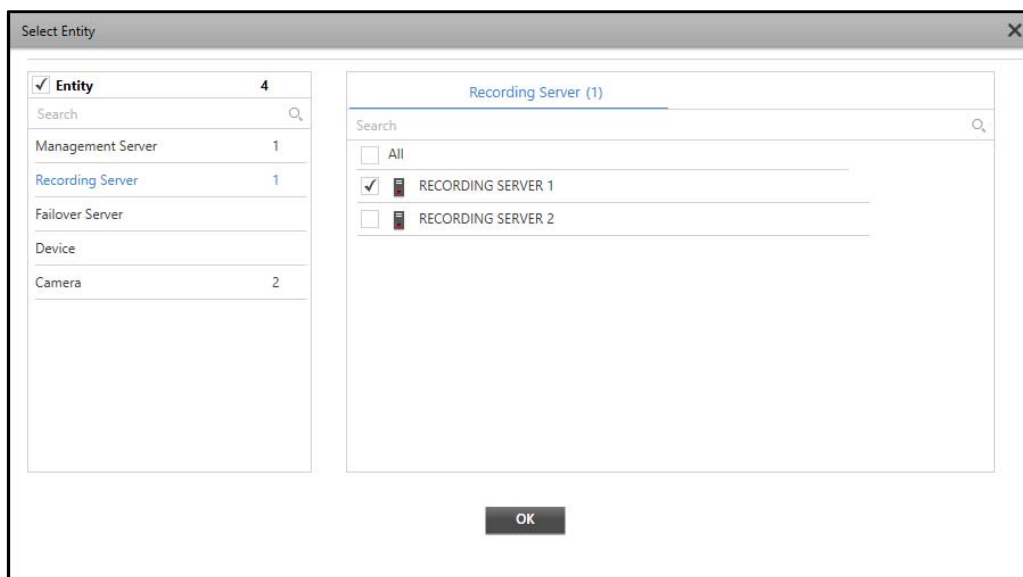 Select Entity
Entity 4
Search
Management Server 1
Recording Server 1
Failover Server
Device
Camera 2
Recording Server (1)
Search
All
RECORDING SERVER 1
RECORDING SERVER 2
OK